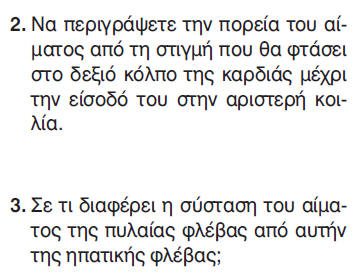 2. Να περιγράψετε την πορεία του αί-
ματος από τη στιγμή που θα φτάσει
στο δεξιό κόλπο της καρδιάς μέχρι
την είσοδό του στην αριστερή κοι-
λία.
3. Σε τι διαφέρει η σύσταση του αίμα-
τος της πυλαίας φλέβας από αυτήν
της ηπατικής φλέβας;